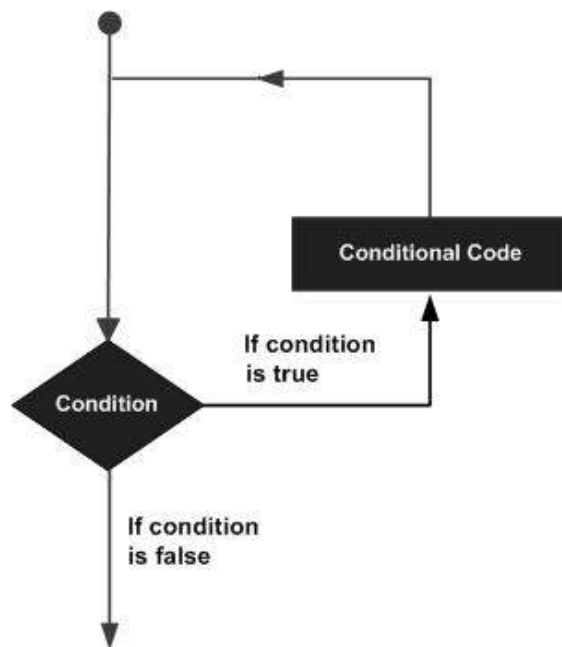 Conditional Code
If condition
is true
Condition
If condition
is false